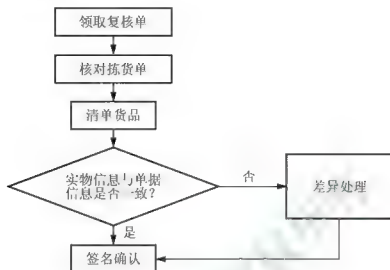 领取复核单
核对拣货单
清单货品
实物信息与单据
信息是否一致?
否
差异处理
是
签名确认